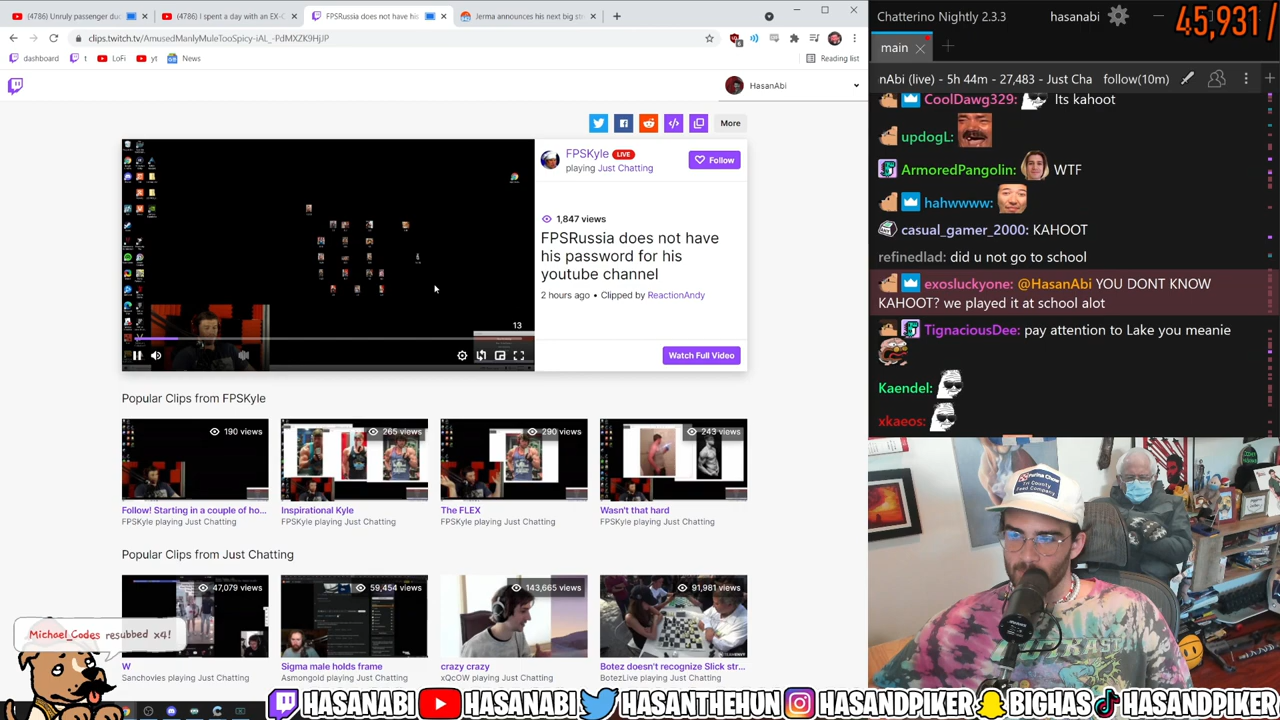 (4786) Unruly passenger duc
(4786) I spent a day with an EX-C
FPSRussia does not have his
Jerma announces his next big str
clips.twitch.tv/AmusedManlyMuleTooSpicy-iAL_-PdMXZK9HjJP
dashboard
t
LoFi
yt
News
Reading list
HasanAbi
More
FPSKyle LIVE
playing Just Chatting
Follow
1,847 views
FPSRussia does not have
his password for his
youtube channel
2 hours ago • Clipped by ReactionAndy
13
Watch Full Video
Popular Clips from FPSKyle
190 views
265 views
290 views
243 views
Follow! Starting in a couple of ho...
FPSKyle playing Just Chatting
Inspirational Kyle
FPSKyle playing Just Chatting
The FLEX
FPSKyle playing Just Chatting
Wasn't that hard
FPSKyle playing Just Chatting
Popular Clips from Just Chatting
47,079 views
59,454 views
143,665 views
91,981 views
W
Sanchovies playing Just Chatting
Sigma male holds frame
Asmongold playing Just Chatting
crazy crazy
xQcOW playing Just Chatting
Botez doesn't recognize Slick str...
BotezLive playing Just Chatting
Michael_Codes resubbed x4!
Chatterino Nightly 2.3.3
hasanabi
45,931 /
main
nAbi (live) - 5h 44m - 27,483 - Just Cha
follow(10m)
CoolDawg329: Its kahoot
updogL:
ArmoredPangolin: WTF
hahwwww:
casual_gamer_2000: KAHOOT
refinedlad: did u not go to school
exosluckyone: @HasanAbi YOU DONT KNOW
KAHOOT? we played it at school alot
TignaciousDee: pay attention to Lake you meanie
Kaendel:
xkaeos:
HASANABI
HASANABI
HASANTHEHUN
HASANDPIKER
BIGHAS
HASANDPIKER